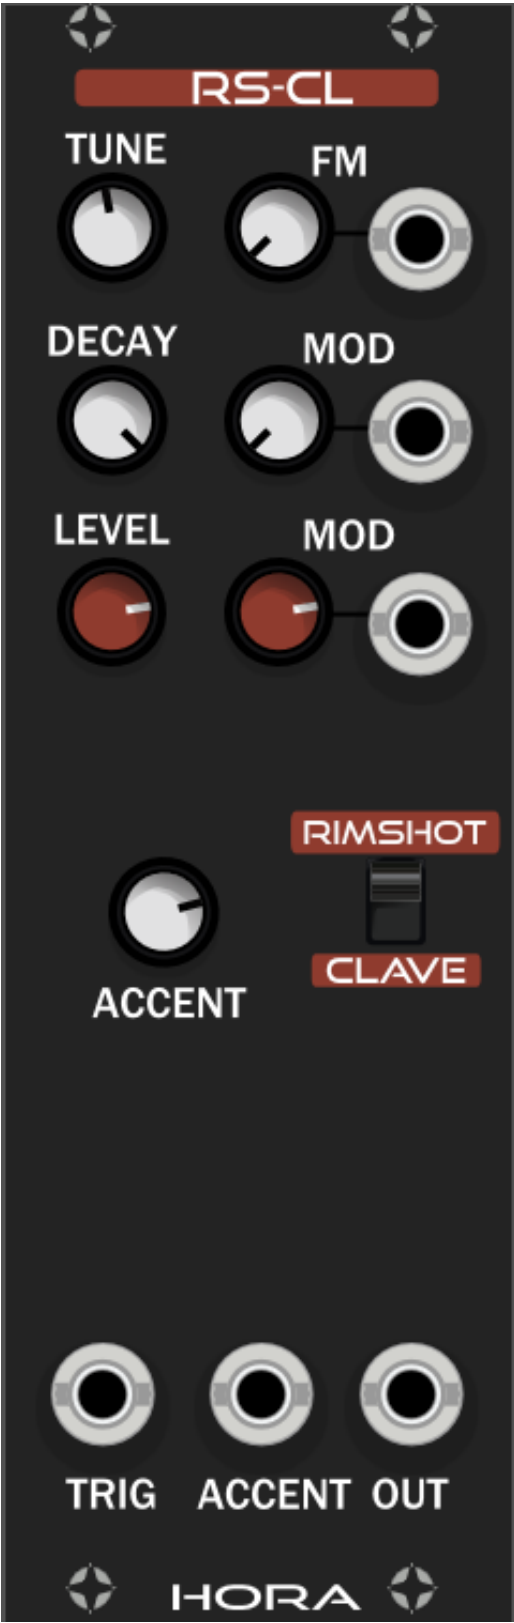 RS-CL
TUNE FM
DECAY MOD
LEVEL MOD
RIMSHOT
CLAVE
ACCENT
TRIG ACCENT OUT
HORA